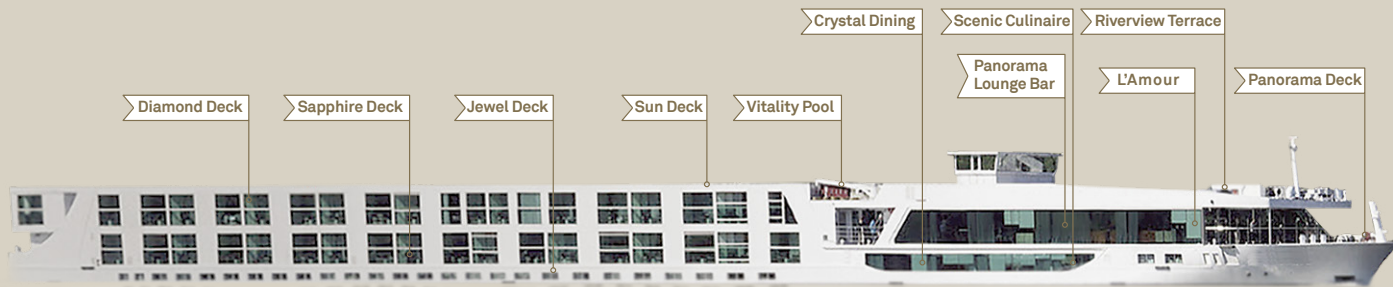 Crystal Dining
Scenic Culinaire
Riverview Terrace
Panorama
Lounge Bar
L'Amour
Panorama Deck
Diamond Deck
Sapphire Deck
Jewel Deck
Sun Deck
Vitality Pool